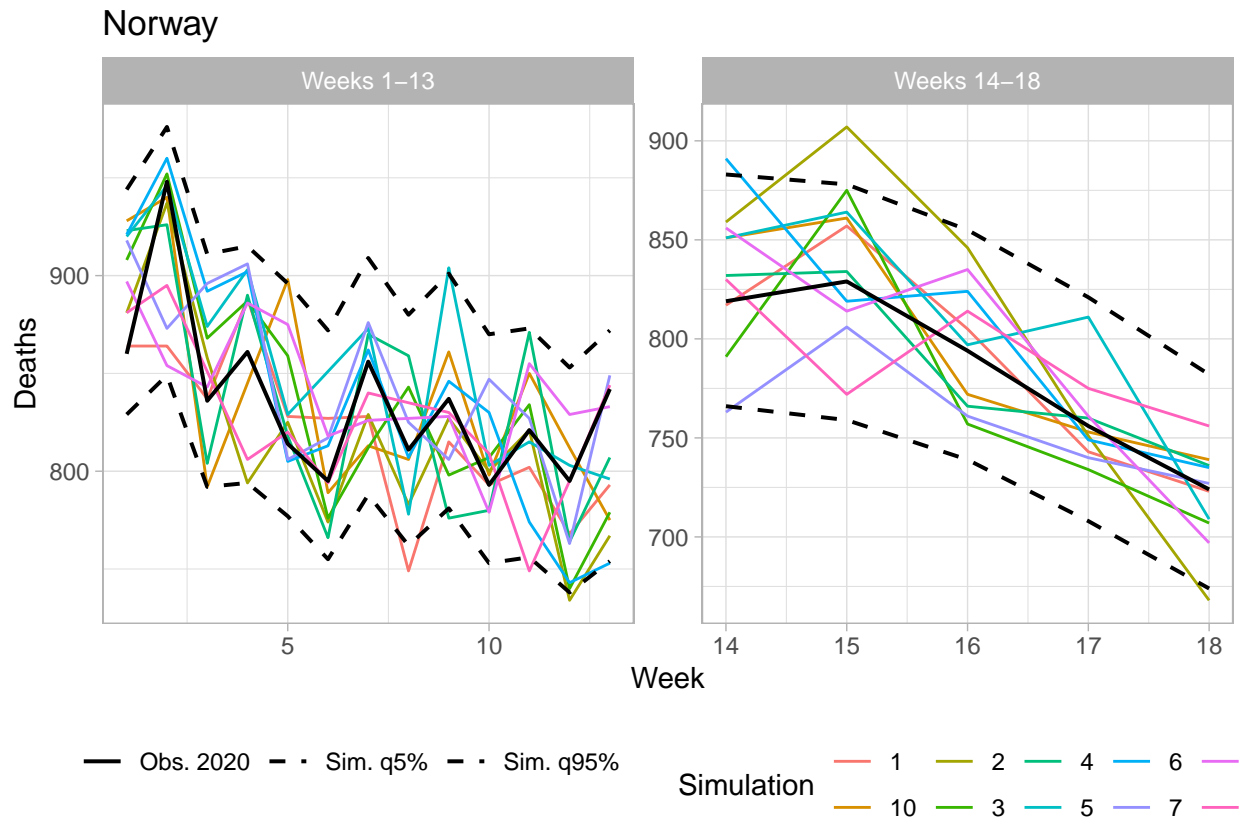 Norway
Weeks 1–13
Weeks 14–18
Deaths
900
800
900
850
800
750
700
5
10
14
15
16
17
18
Week
Obs. 2020
Sim. q5%
Sim. q95%
Simulation
1
2
4
6
10
3
5
7